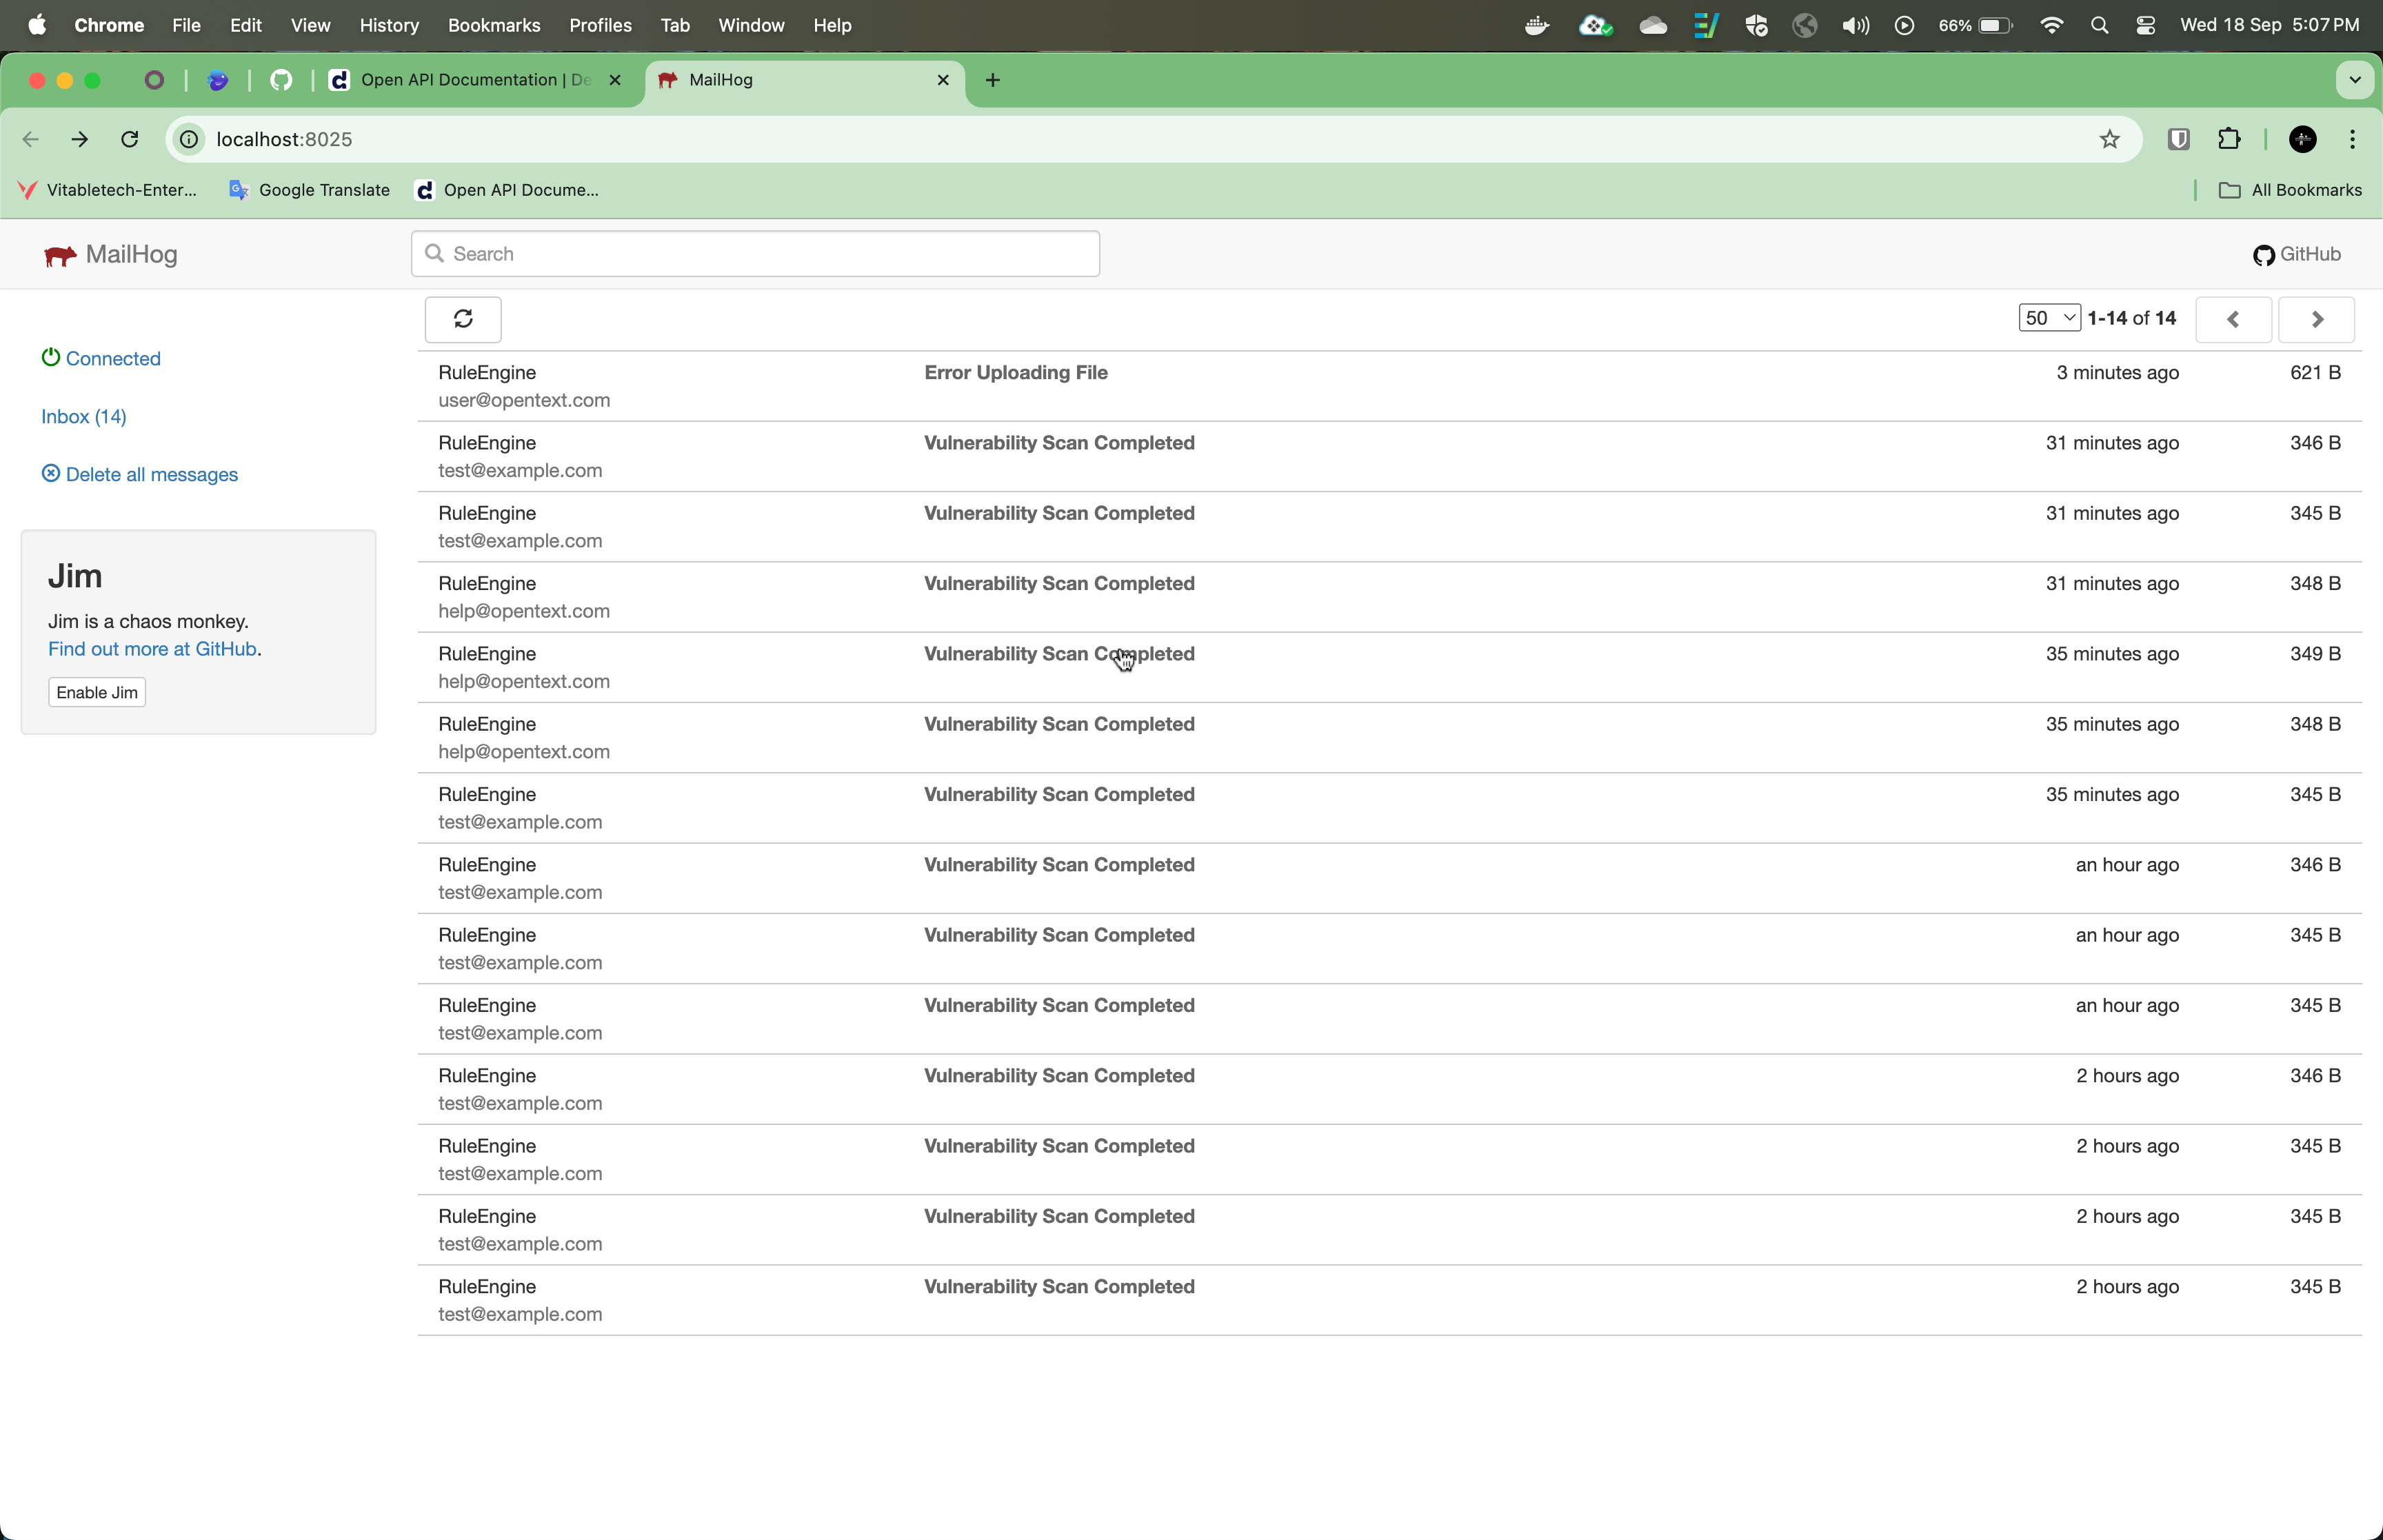 Chrome File Edit View History Bookmarks Profiles Tab Window Help 66% Wed 18 Sep 5:07 PM
Open API Documentation | De MailHog
localhost:8025
Vitabletech-Enter... Google Translate Open API Docume... All Bookmarks
MailHog Search GitHub
50 1-14 of 14
Connected
Inbox (14)
Delete all messages
Jim
Jim is a chaos monkey.
Find out more at GitHub.
Enable Jim
RuleEngine Error Uploading File 3 minutes ago 621 B
user@opentext.com
RuleEngine Vulnerability Scan Completed 31 minutes ago 346 B
test@example.com
RuleEngine Vulnerability Scan Completed 31 minutes ago 345 B
test@example.com
RuleEngine Vulnerability Scan Completed 31 minutes ago 348 B
help@opentext.com
RuleEngine Vulnerability Scan Completed 35 minutes ago 349 B
help@opentext.com
RuleEngine Vulnerability Scan Completed 35 minutes ago 348 B
help@opentext.com
RuleEngine Vulnerability Scan Completed 35 minutes ago 345 B
test@example.com
RuleEngine Vulnerability Scan Completed an hour ago 346 B
test@example.com
RuleEngine Vulnerability Scan Completed an hour ago 345 B
test@example.com
RuleEngine Vulnerability Scan Completed an hour ago 345 B
test@example.com
RuleEngine Vulnerability Scan Completed 2 hours ago 346 B
test@example.com
RuleEngine Vulnerability Scan Completed 2 hours ago 345 B
test@example.com
RuleEngine Vulnerability Scan Completed 2 hours ago 345 B
test@example.com
RuleEngine Vulnerability Scan Completed 2 hours ago 345 B
test@example.com